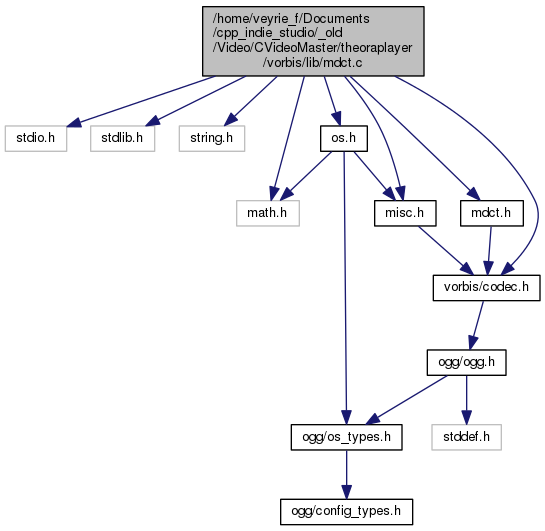 /home/veyrie_f/Documents
/cpp_indie_studio/_old
/Video/CVideoMaster/theoraplayer
/vorbis/lib/mdct.c
stdio.h
stdlib.h
string.h
os.h
math.h
misc.h
mdct.h
vorbis/codec.h
ogg/ogg.h
ogg/os_types.h
stddef.h
ogg/config_types.h